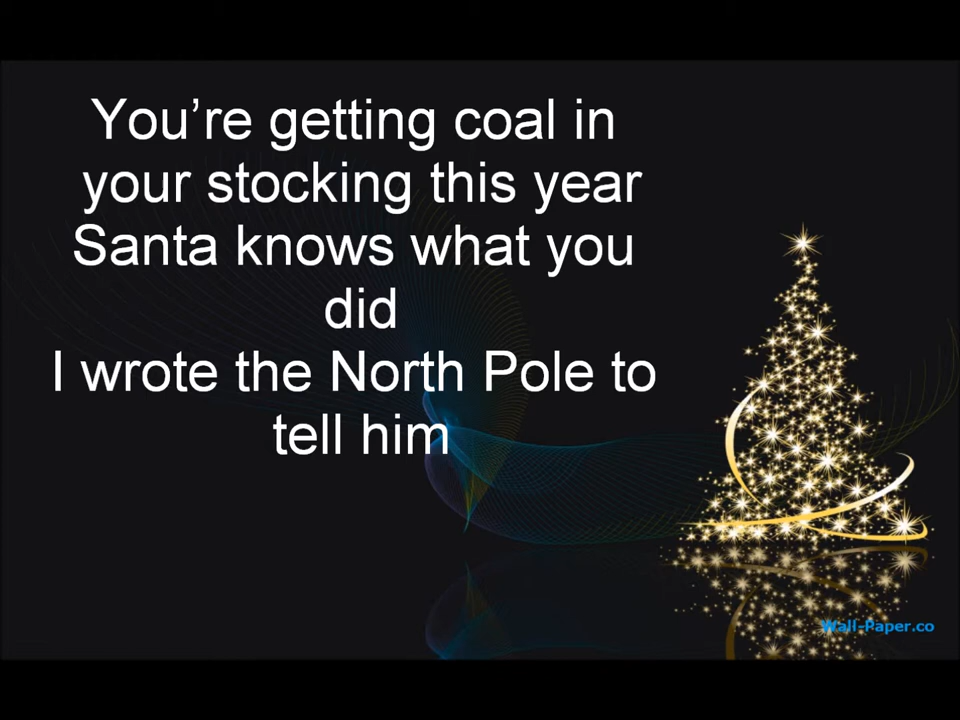 You’re getting coal in
your stocking this year
Santa knows what you
did
I wrote the North Pole to
tell him
Wall-Paper.co